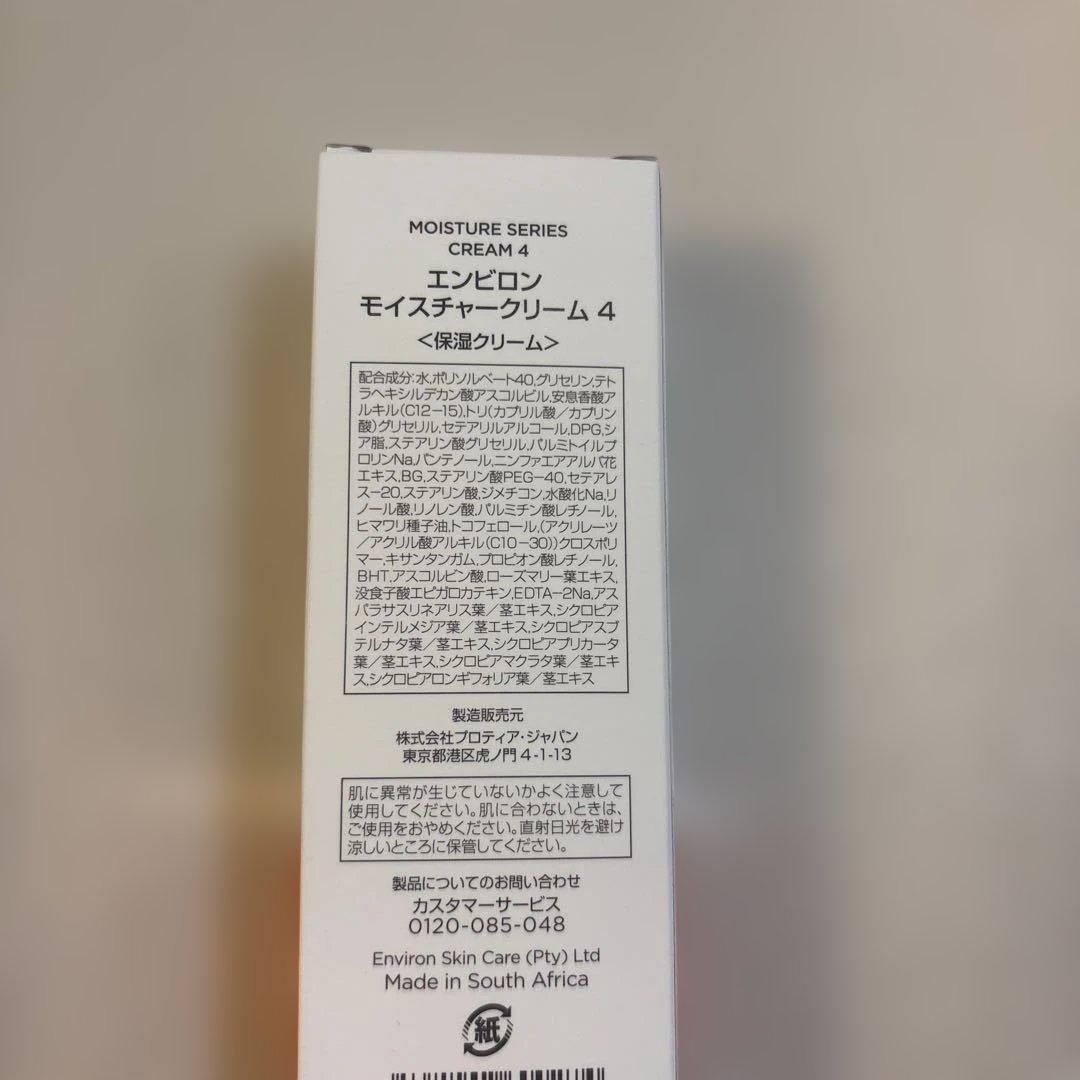 MOISTURE SERIES
CREAM 4
エンビロン
モイスチャークリーム 4
＜保湿クリーム＞
配合成分:水,ポリソルベート40,グリセリン,テト
ラヘキシルデカン酸アスコルビル,安息香酸ア
ルキル(C12−15),トリ(カプリル酸／カプリン
酸)グリセリル,セテアリルアルコール,DPG,シ
ア脂,ステアリン酸グリセリル,パルミトイルプ
ロリンNa,パンテノール,ニンファエアアルバ花
エキス,BG,ステアリン酸PEG−40,セテアレ
ス−20,ステアリン酸,ジメチコン,水酸化Na,リ
ノール酸,リノレン酸,パルミチン酸レチノール,
ヒマワリ種子油,トコフェロール,(アクリレーツ
／アクリル酸アルキル(C10−30))クロスポリ
マー,キサンタンガム,プロピオン酸レチノール,
BHT,アスコルビン酸,ローズマリー葉エキス,
没食子酸エピガロカテキン,EDTA−2Na,アス
パラサスリネアリス葉／茎エキス,シクロピア
インテルメジア葉／茎エキス,シクロピアスブ
テルナタ葉／茎エキス,シクロピアプリカータ
葉／茎エキス,シクロピアマクラタ葉／茎エキ
ス,シクロピアロンギフォリア葉／茎エキス
製造販売元
株式会社プロティア・ジャパン
東京都港区虎ノ門 4-1-13
肌に異常が生じていないかよく注意して
使用してください。肌に合わないときは、
ご使用をおやめください。直射日光を避け
涼しいところに保管してください。
製品についてのお問い合わせ
カスタマーサービス
0120-085-048
Environ Skin Care (Pty) Ltd
Made in South Africa
紙